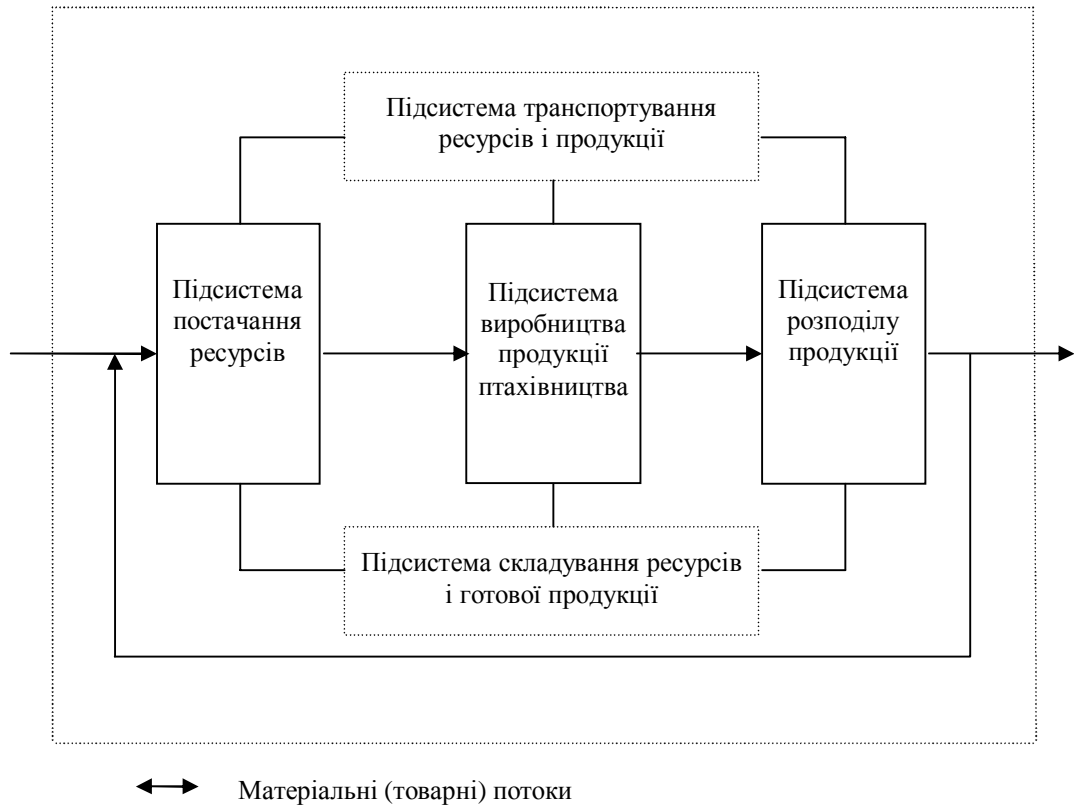 Підсистема транспортування
ресурсів і продукції
Підсистема
постачання
ресурсів
Підсистема
виробництва
продукції
птахівництва
Підсистема
розподілу
продукції
Підсистема складування ресурсів
і готової продукції
Матеріальні (товарні) потоки